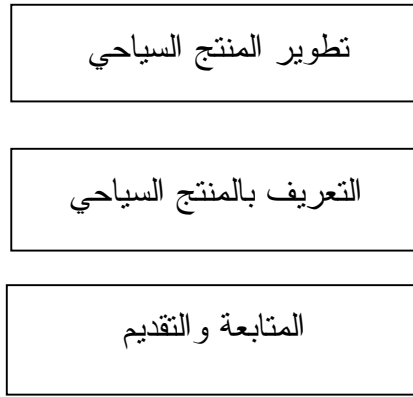 تطوير المنتج السياحي
التعريف بالمنتج السياحي
المتابعة والتقديم